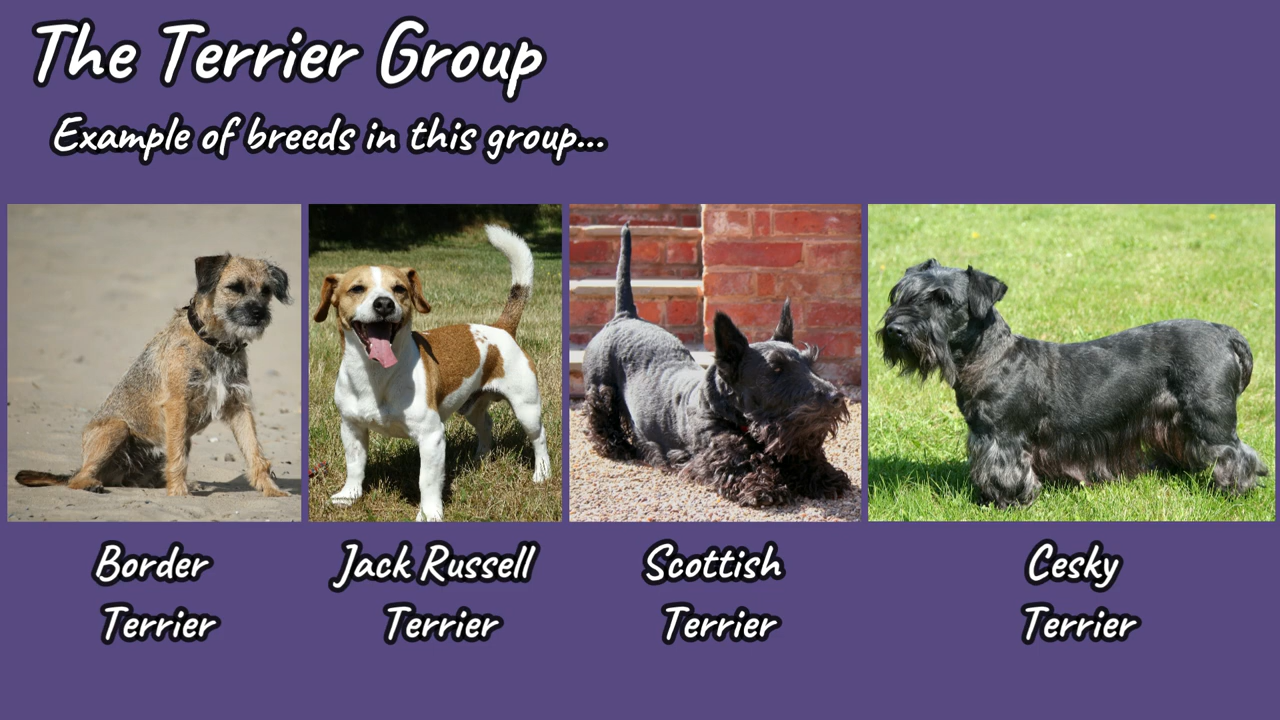 The Terrier Group
Example of breeds in this group...
Border
Terrier
Jack Russell
Terrier
Scottish
Terrier
Cesky
Terrier